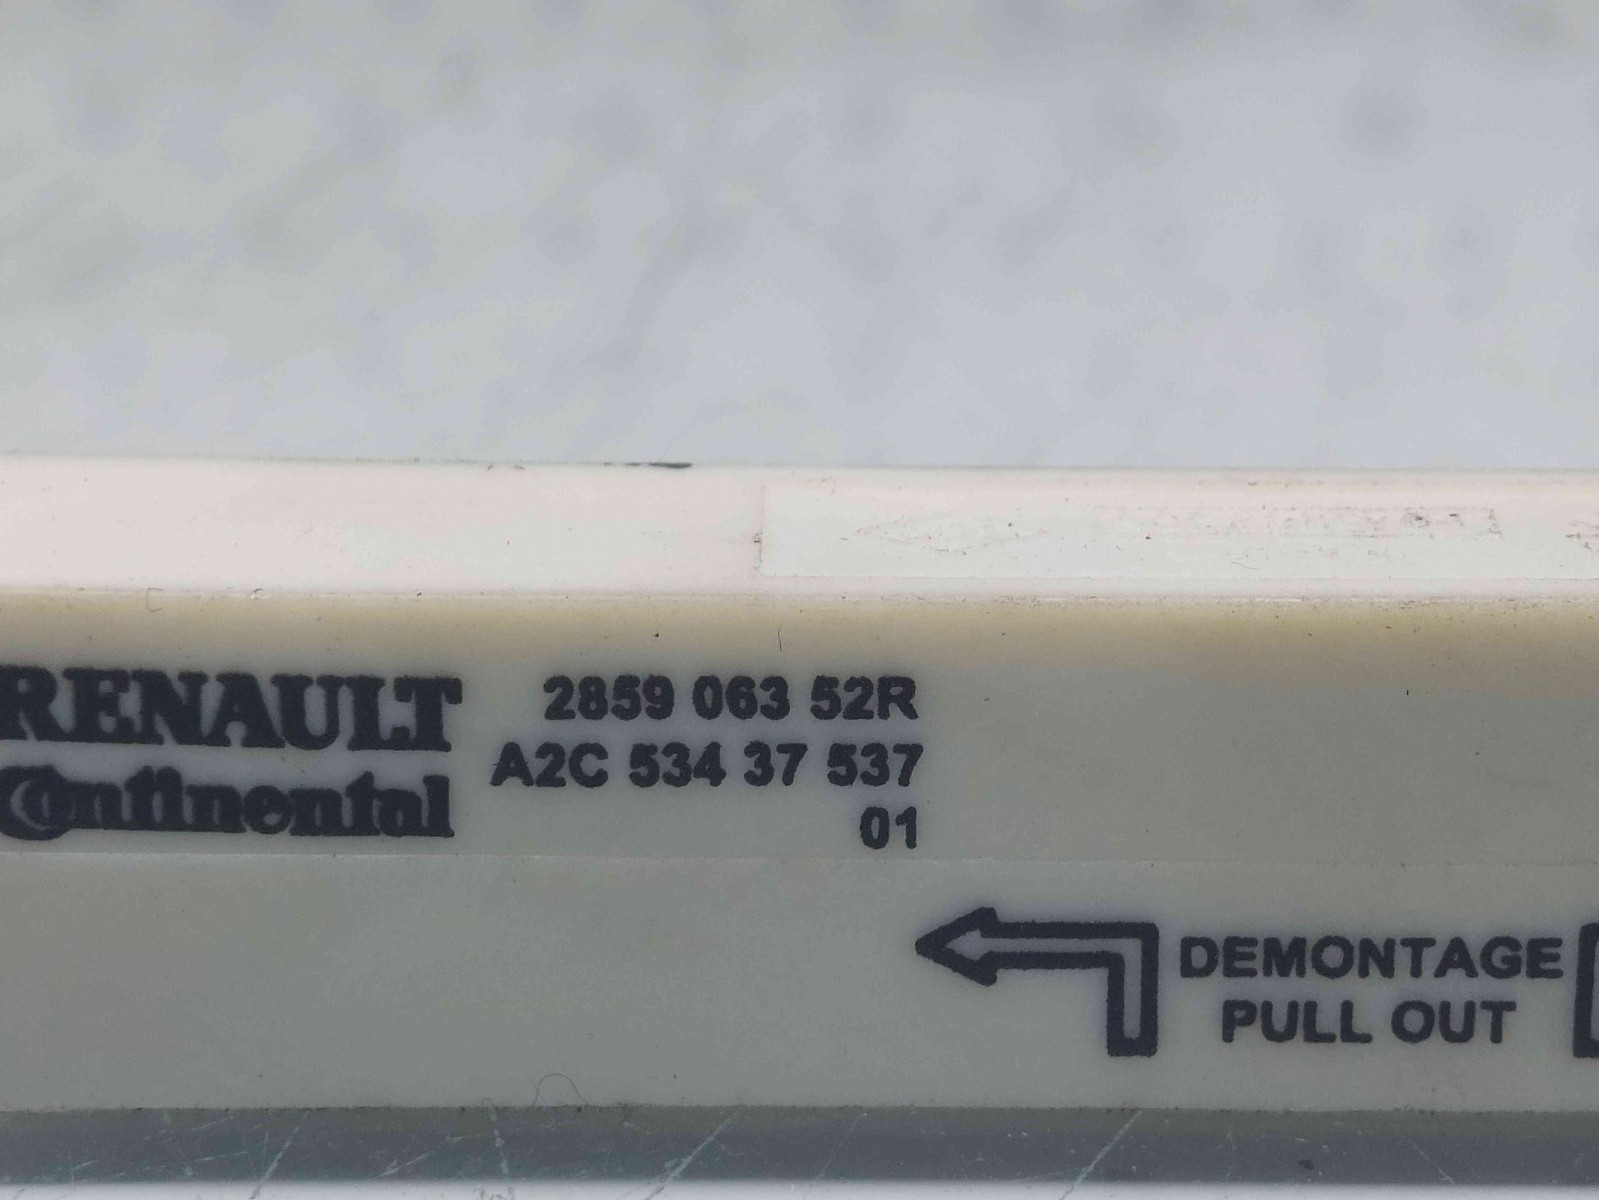 RENAULT 2859 063 52R
Continental A2C 534 37 537
01
DEMONTAGE
PULL OUT